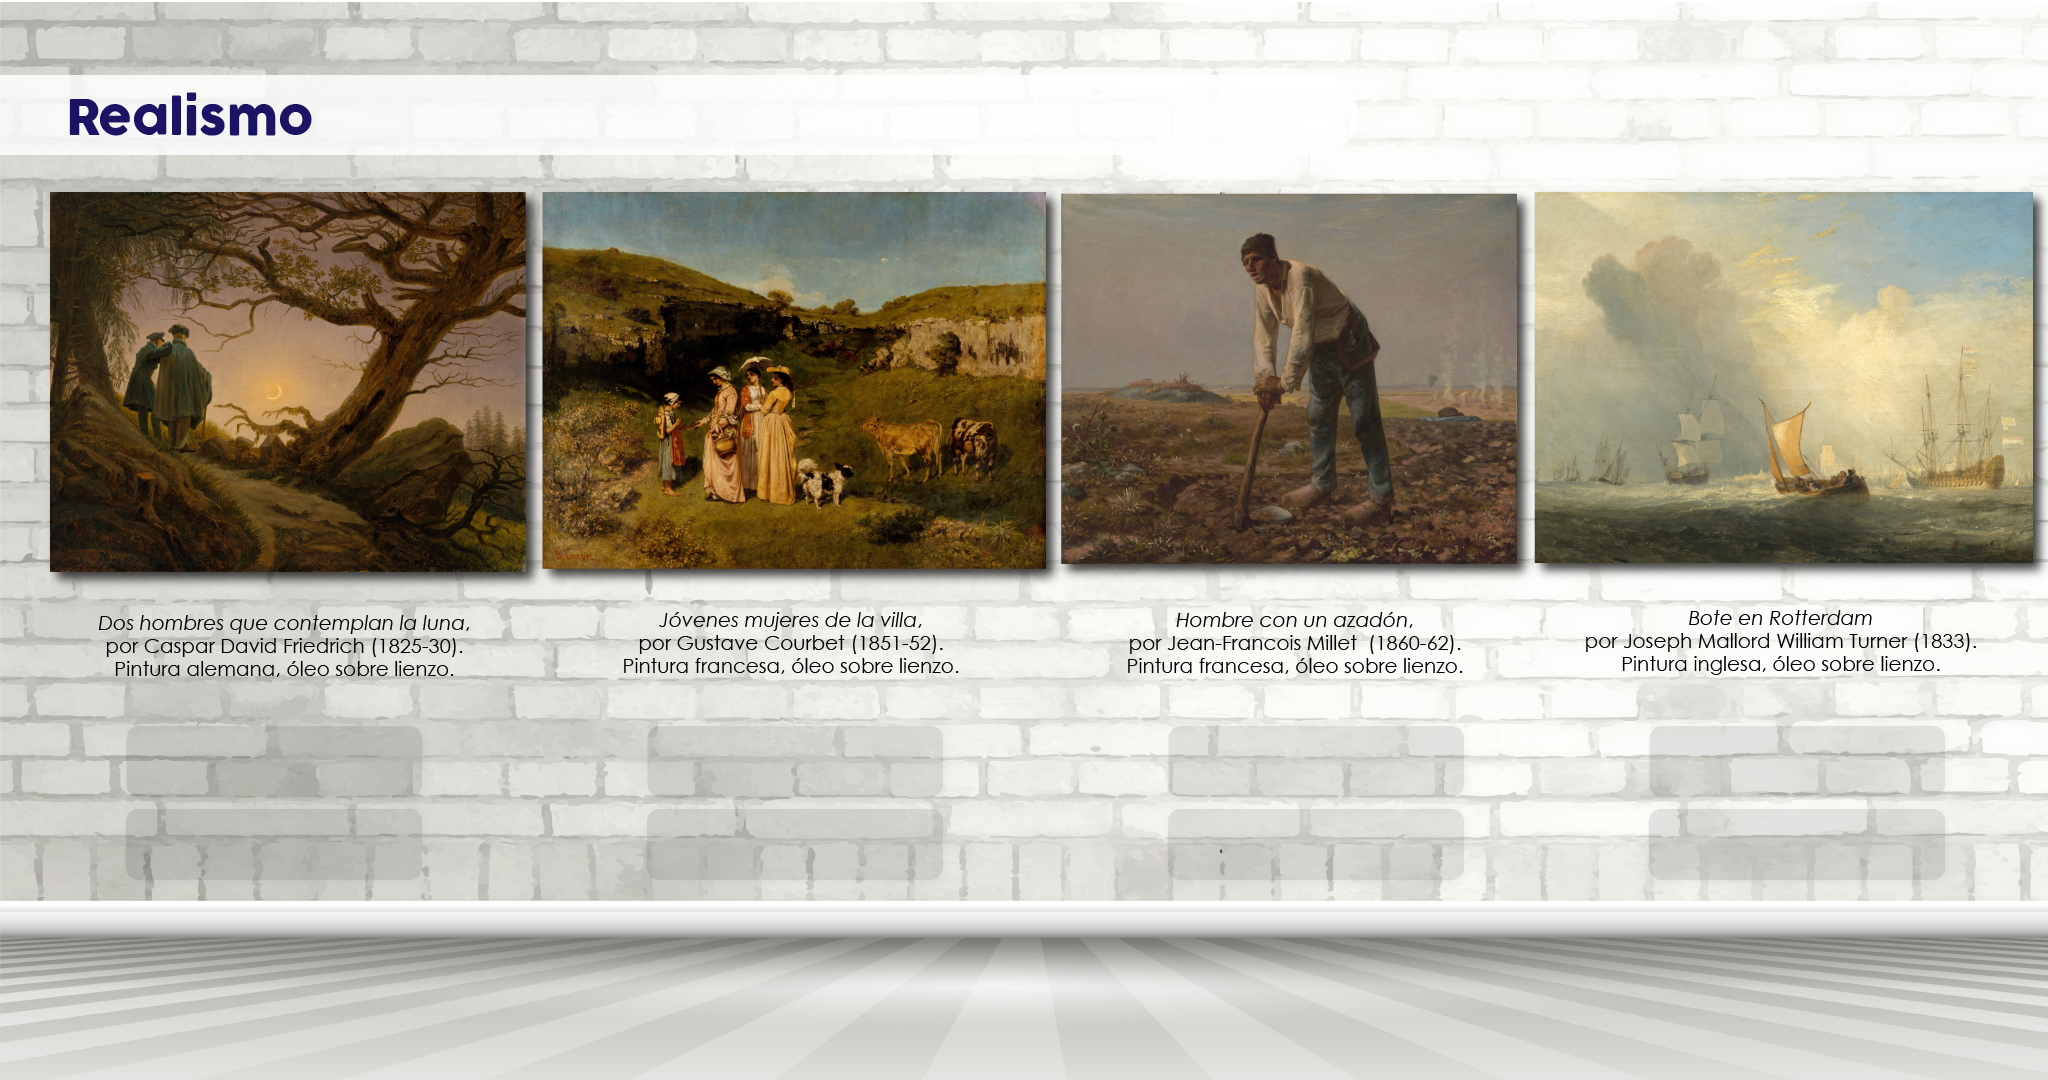 Realismo
Dos hombres que contemplan la luna,
por Caspar David Friedrich (1825-30).
Pintura alemana, óleo sobre lienzo.
Jóvenes mujeres de la villa,
por Gustave Courbet (1851-52).
Pintura francesa, óleo sobre lienzo.
Hombre con un azadón,
por Jean-Francois Millet (1860-62).
Pintura francesa, óleo sobre lienzo.
Bote en Rotterdam
por Joseph Mallord William Turner (1833).
Pintura inglesa, óleo sobre lienzo.